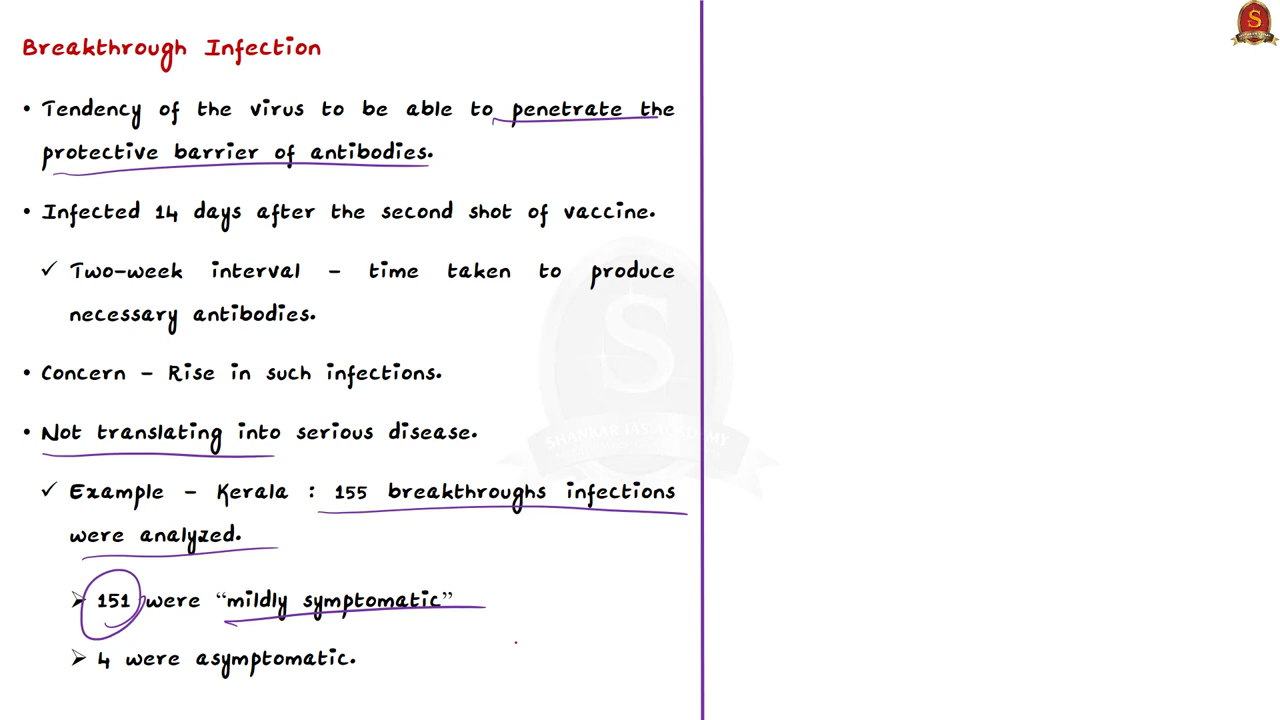 Breakthrough Infection
• Tendency of the virus to be able to penetrate the
protective barrier of antibodies.
• Infected 14 days after the second shot of vaccine.
✓ Two-week interval – time taken to produce
necessary antibodies.
• Concern – Rise in such infections.
• Not translating into serious disease.
✓ Example – Kerala : 155 breakthroughs infections
were analyzed.
➢ 151 were “mildly symptomatic”
➢ 4 were asymptomatic.
S
S
SHANKAR IAS ACADEMY